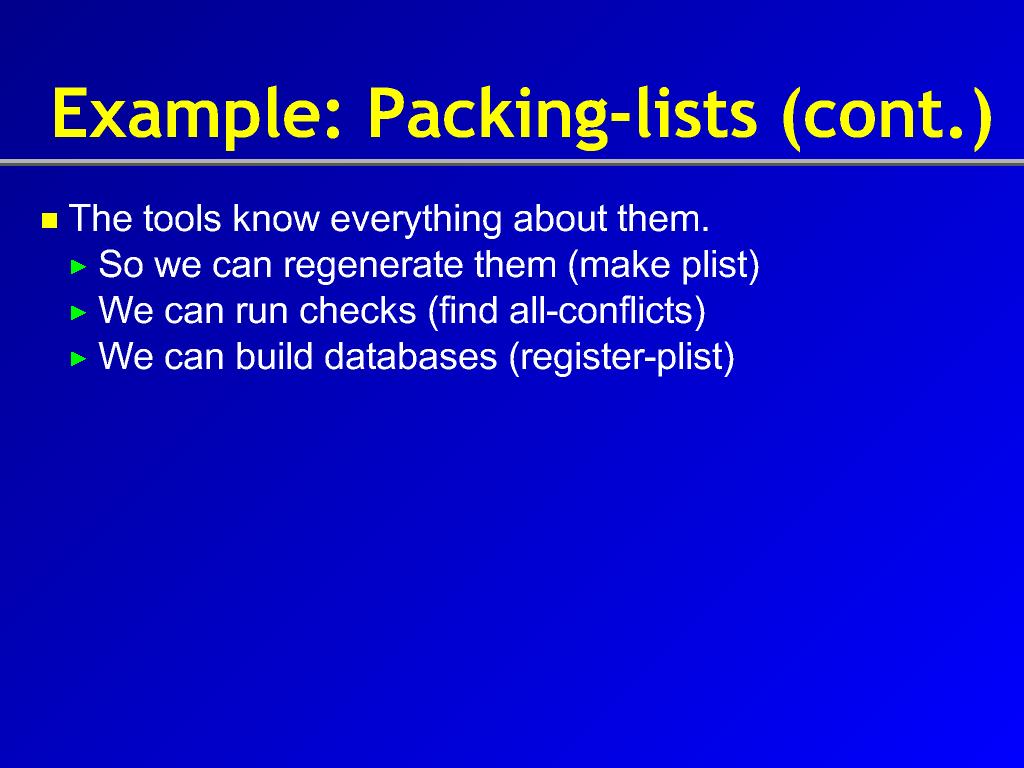 Example: Packing-lists (cont.)
The tools know everything about them.
So we can regenerate them (make plist)
We can run checks (find all-conflicts)
We can build databases (register-plist)